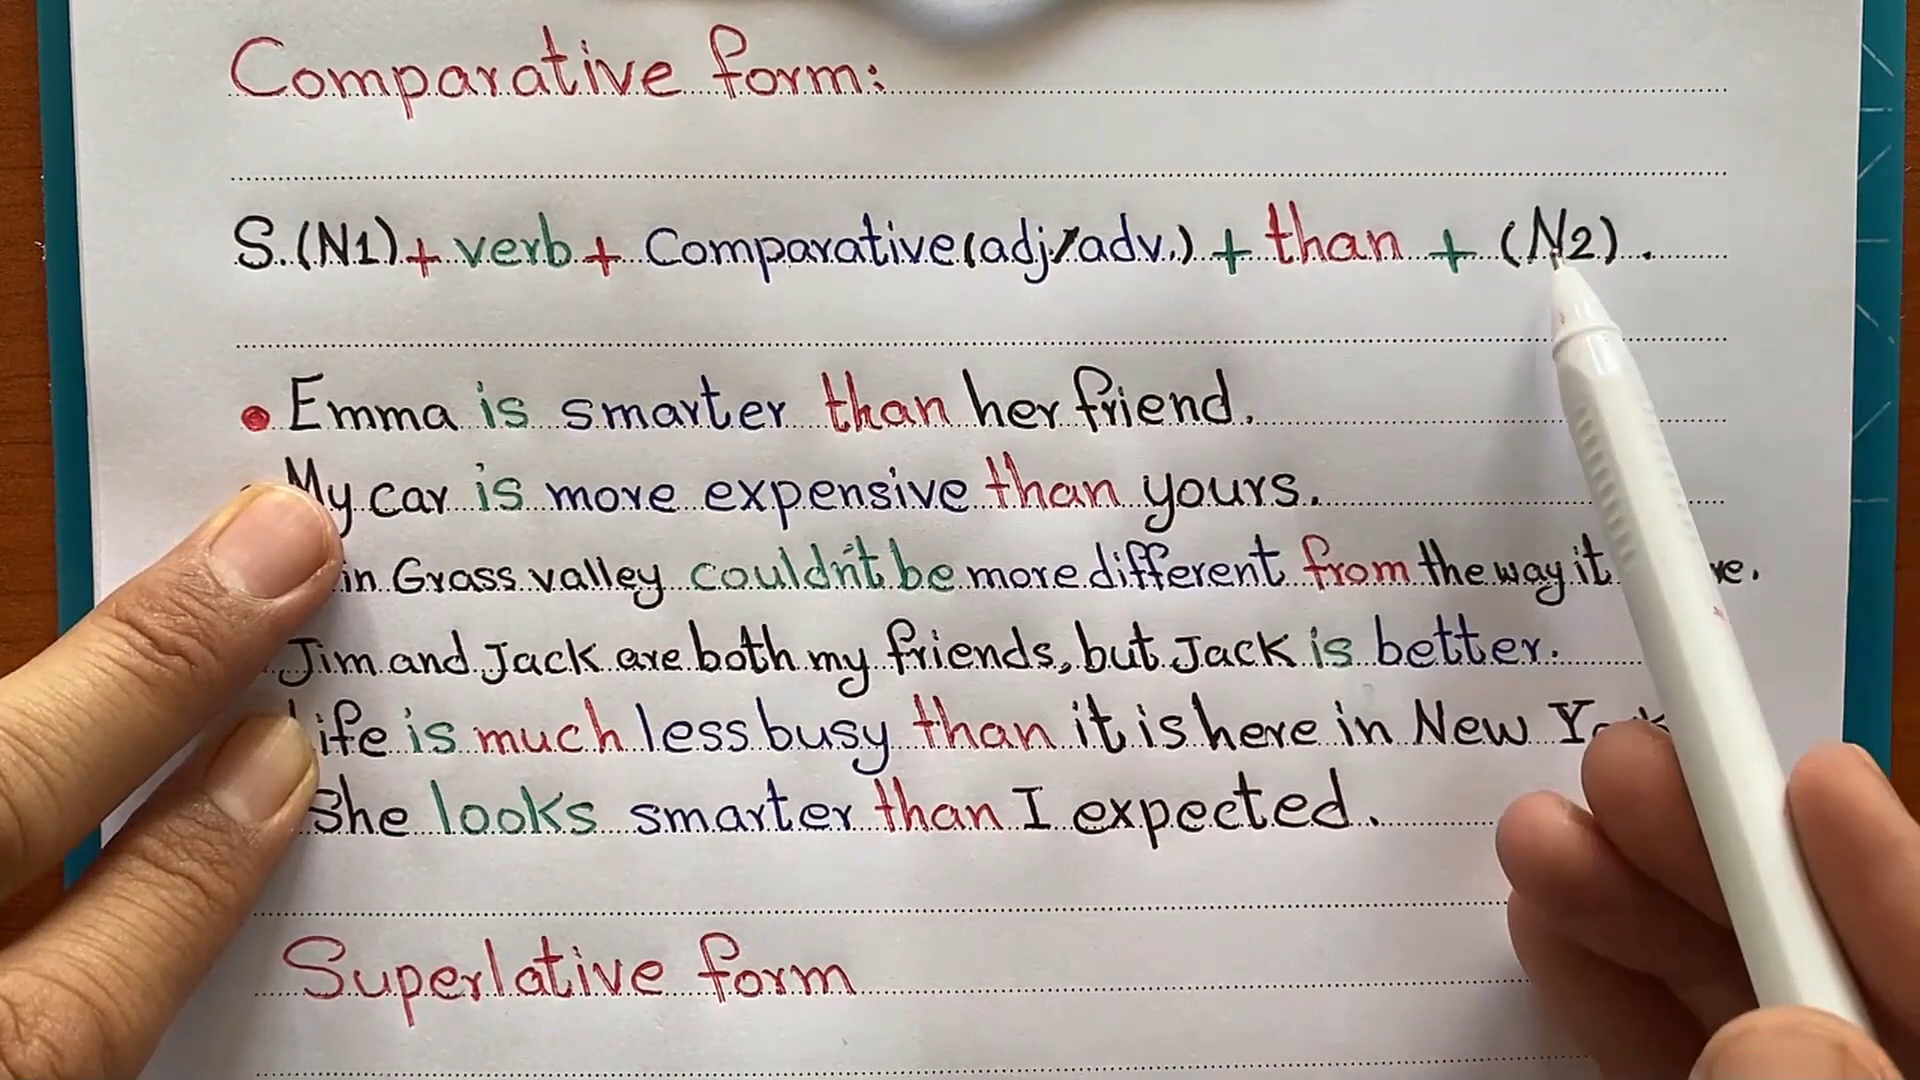 Comparative form:
S.(N1) + verb + Comparative(adj/adv.) + than + (N2).
Emma is smarter than her friend.
My car is more expensive than yours.
in Grass valley couldn't be more different from the way it
Jim and Jack are both my friends, but Jack is better.
Life is much less busy than it is here in New
She looks smarter than I expected.
Superlative form